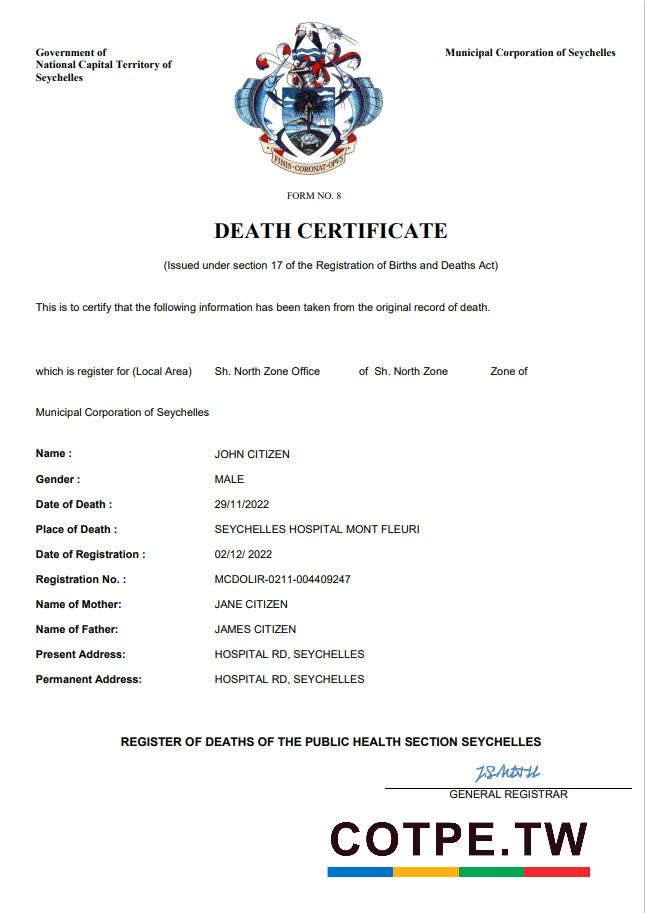 Government of
National Capital Territory of
Seychelles
Municipal Corporation of Seychelles
FINIS·CORONAT·OPVS
FORM NO. 8
DEATH CERTIFICATE
(Issued under section 17 of the Registration of Births and Deaths Act)
This is to certify that the following information has been taken from the original record of death.
which is register for (Local Area) Sh. North Zone Office of Sh. North Zone Zone of
Municipal Corporation of Seychelles
Name : JOHN CITIZEN
Gender : MALE
Date of Death : 29/11/2022
Place of Death : SEYCHELLES HOSPITAL MONT FLEURI
Date of Registration : 02/12/ 2022
Registration No. : MCDOLIR-0211-004409247
Name of Mother: JANE CITIZEN
Name of Father: JAMES CITIZEN
Present Address: HOSPITAL RD, SEYCHELLES
Permanent Address: HOSPITAL RD, SEYCHELLES
REGISTER OF DEATHS OF THE PUBLIC HEALTH SECTION SEYCHELLES
GENERAL REGISTRAR
COTPE.TW